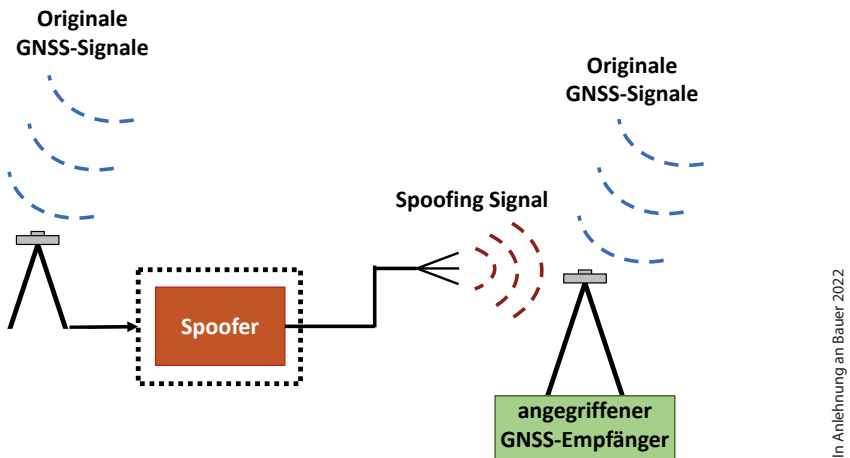 Originale
GNSS-Signale
Originale
GNSS-Signale
Spoofing Signal
Spoofer
angegriffener
GNSS-Empfänger
In Anlehnung an Bauer 2022